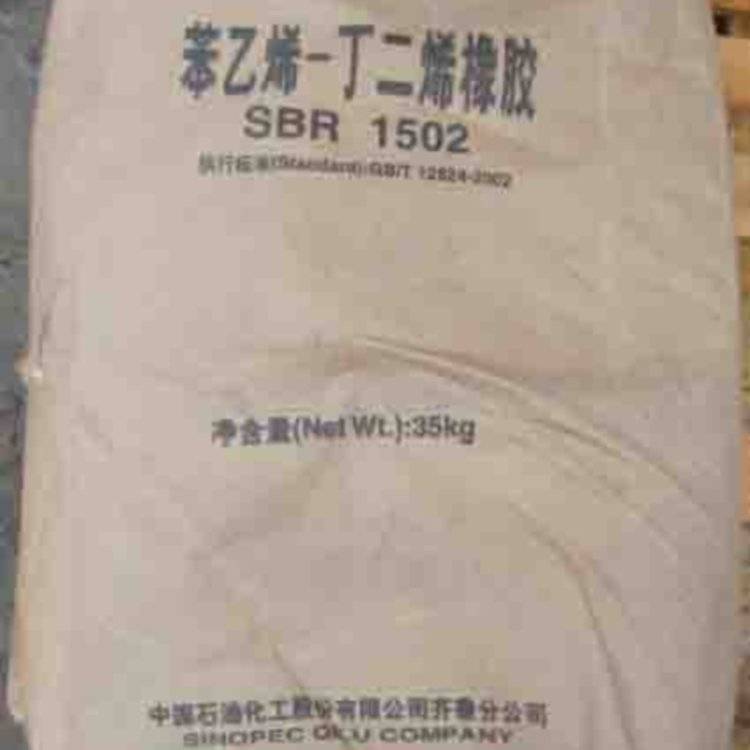 苯乙烯-丁二烯橡胶
SBR 1502
执行标准(Standard):GB/T 12824-2002
净含量(Net Wt.):35kg
中国石油化工股份有限公司齐鲁分公司
SINOPEC QILU COMPANY